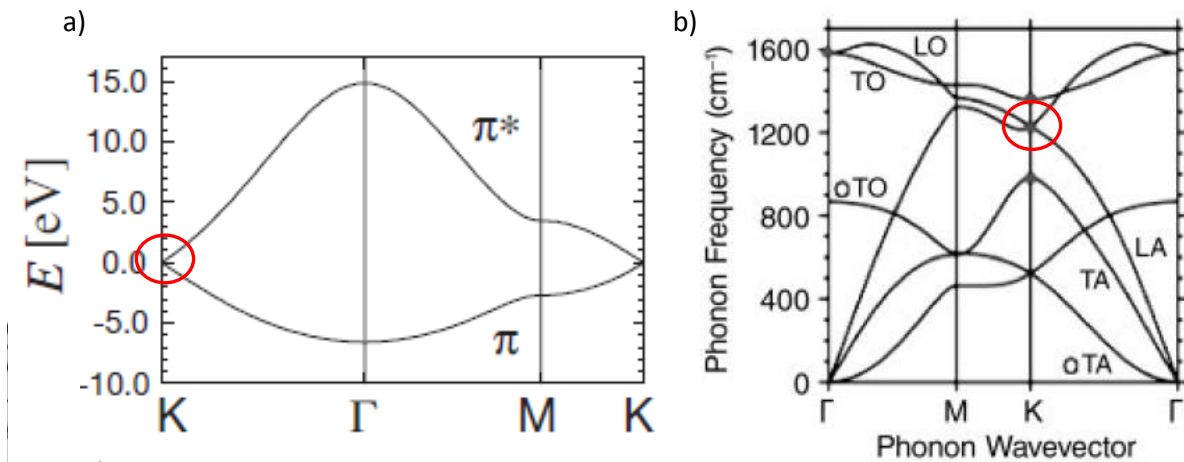 a)
15.0
10.0
5.0
0.0
-5.0
-10.0
E [eV]
π*
π
K Γ M K
b)
1600
1200
800
400
0
Phonon Frequency (cm⁻¹)
LO
TO
oTO
LA
TA
oTA
Γ M K Γ
Phonon Wavevector